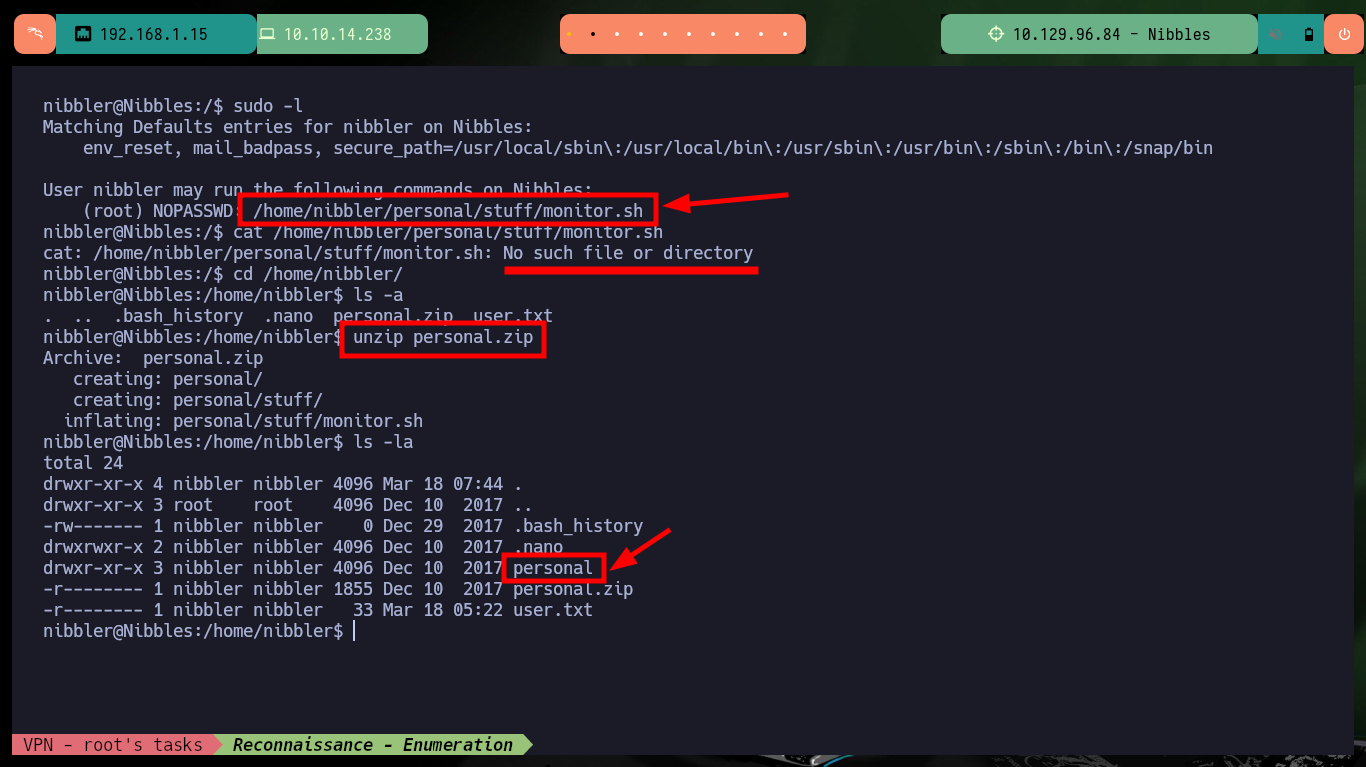 192.168.1.15
10.10.14.238
10.129.96.84 - Nibbles
nibbler@Nibbles:/$ sudo -l
Matching Defaults entries for nibbler on Nibbles:
    env_reset, mail_badpass, secure_path=/usr/local/sbin\:/usr/local/bin\:/usr/sbin\:/usr/bin\:/sbin\:/bin\:/snap/bin

User nibbler may run the following commands on Nibbles:
    (root) NOPASSWD: /home/nibbler/personal/stuff/monitor.sh
nibbler@Nibbles:/$ cat /home/nibbler/personal/stuff/monitor.sh
cat: /home/nibbler/personal/stuff/monitor.sh: No such file or directory
nibbler@Nibbles:/$ cd /home/nibbler/
nibbler@Nibbles:/home/nibbler$ ls -a
.  ..  .bash_history  .nano  personal.zip  user.txt
nibbler@Nibbles:/home/nibbler$ unzip personal.zip
Archive:  personal.zip
   creating: personal/
   creating: personal/stuff/
  inflating: personal/stuff/monitor.sh
nibbler@Nibbles:/home/nibbler$ ls -la
total 24
drwxr-xr-x 4 nibbler nibbler 4096 Mar 18 07:44 .
drwxr-xr-x 3 root    root    4096 Dec 10  2017 ..
-rw------- 1 nibbler nibbler    0 Dec 29  2017 .bash_history
drwxrwxr-x 2 nibbler nibbler 4096 Dec 10  2017 .nano
drwxr-xr-x 3 nibbler nibbler 4096 Dec 10  2017 personal
-r-------- 1 nibbler nibbler 1855 Dec 10  2017 personal.zip
-r-------- 1 nibbler nibbler   33 Mar 18 05:22 user.txt
nibbler@Nibbles:/home/nibbler$
VPN - root's tasks
Reconnaissance - Enumeration